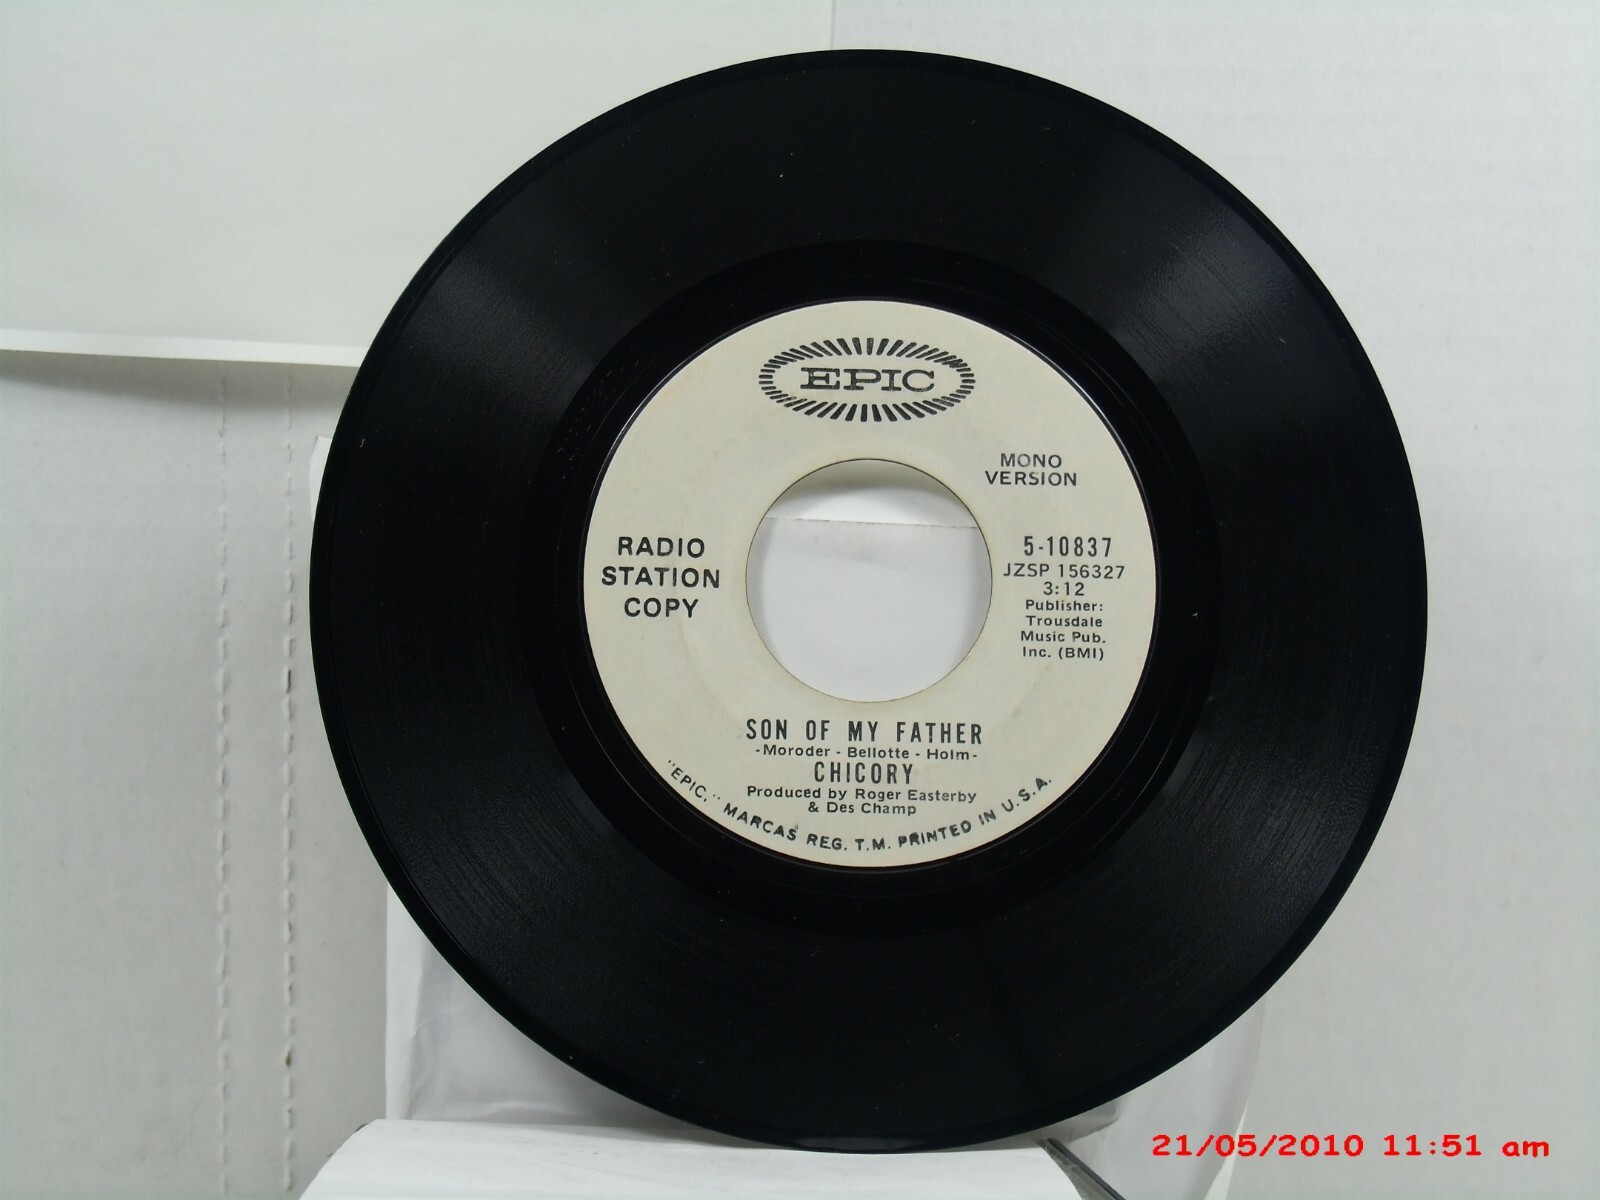 EPIC
MONO
VERSION
RADIO
STATION
COPY
5-10837
JZSP 156327
3:12
Publisher:
Trousdale
Music Pub.
Inc. (BMI)
SON OF MY FATHER
-Moroder - Bellotte - Holm-
CHICORY
Produced by Roger Easterby
& Des Champ
"EPIC," MARCAS REG. T.M. PRINTED IN U.S.A.
21/05/2010 11:51 am